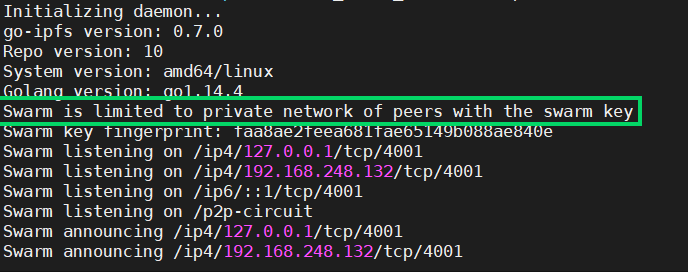 Initializing daemon...
go-ipfs version: 0.7.0
Repo version: 10
System version: amd64/linux
Golang version: go1.14.4
Swarm is limited to private network of peers with the swarm key
Swarm key fingerprint: faa8ae2feea681fae65149b088ae840e
Swarm listening on /ip4/127.0.0.1/tcp/4001
Swarm listening on /ip4/192.168.248.132/tcp/4001
Swarm listening on /ip6/::1/tcp/4001
Swarm listening on /p2p-circuit
Swarm announcing /ip4/127.0.0.1/tcp/4001
Swarm announcing /ip4/192.168.248.132/tcp/4001